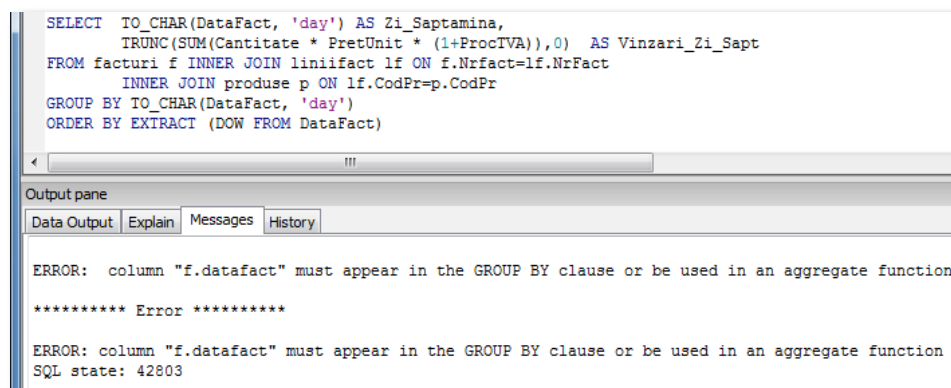 SELECT TO_CHAR(DataFact, 'day') AS Zi_Saptamina,
TRUNC(SUM(Cantitate * PretUnit * (1+ProcTVA)),0) AS Vinzari_Zi_Sapt
FROM facturi f INNER JOIN liniifact lf ON f.Nrfact=lf.NrFact
INNER JOIN produse p ON lf.CodPr=p.CodPr
GROUP BY TO_CHAR(DataFact, 'day')
ORDER BY EXTRACT (DOW FROM DataFact)
Output pane
Data Output Explain Messages History
ERROR: column "f.datafact" must appear in the GROUP BY clause or be used in an aggregate function
********** Error **********
ERROR: column "f.datafact" must appear in the GROUP BY clause or be used in an aggregate function
SQL state: 42803